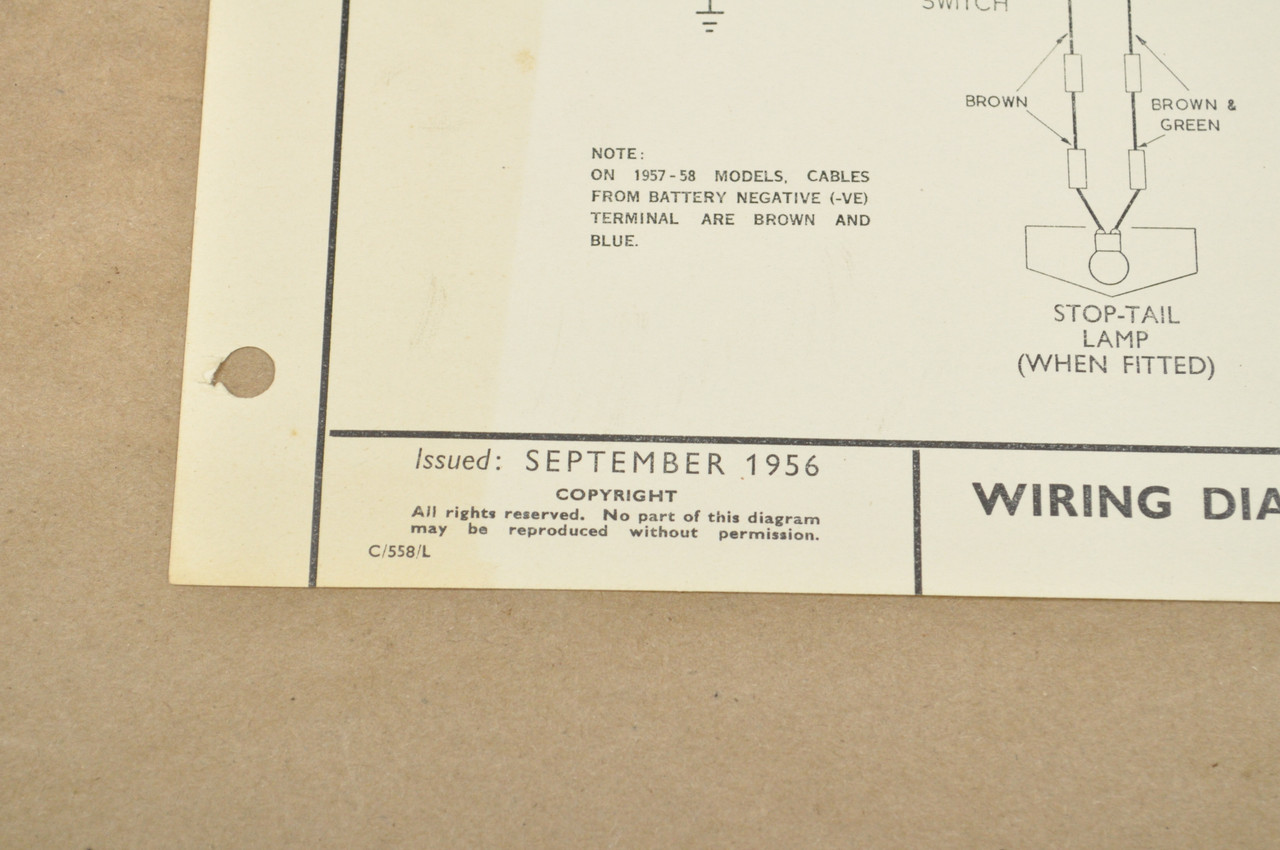 SWITCH
BROWN
BROWN &
GREEN
NOTE:
ON 1957-58 MODELS, CABLES
FROM BATTERY NEGATIVE (-VE)
TERMINAL ARE BROWN AND
BLUE.
STOP-TAIL
LAMP
(WHEN FITTED)
Issued: SEPTEMBER 1956
COPYRIGHT
All rights reserved. No part of this diagram
may be reproduced without permission.
C/558/L
WIRING DIA